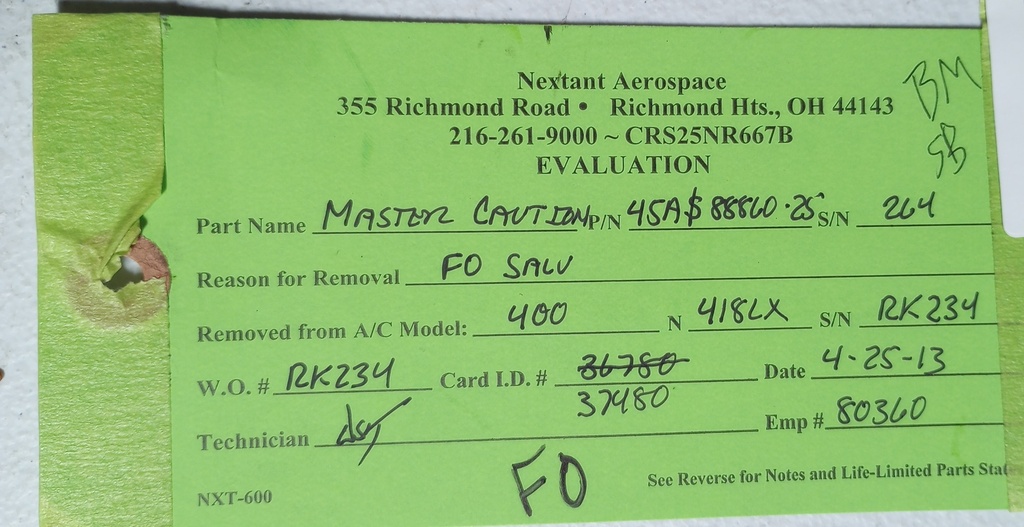 Nextant Aerospace
355 Richmond Road • Richmond Hts., OH 44143
216-261-9000 ~ CRS25NR667B
EVALUATION
BM
SB
Part Name MASTER CAUTION P/N 45A$88860-25 S/N 264
Reason for Removal FO SALV
Removed from A/C Model: 400 N 418LX S/N RK234
W.O. # RK234 Card I.D. # 36780 Date 4-25-13
37480
Technician Emp # 80360
FO
See Reverse for Notes and Life-Limited Parts Stat
NXT-600